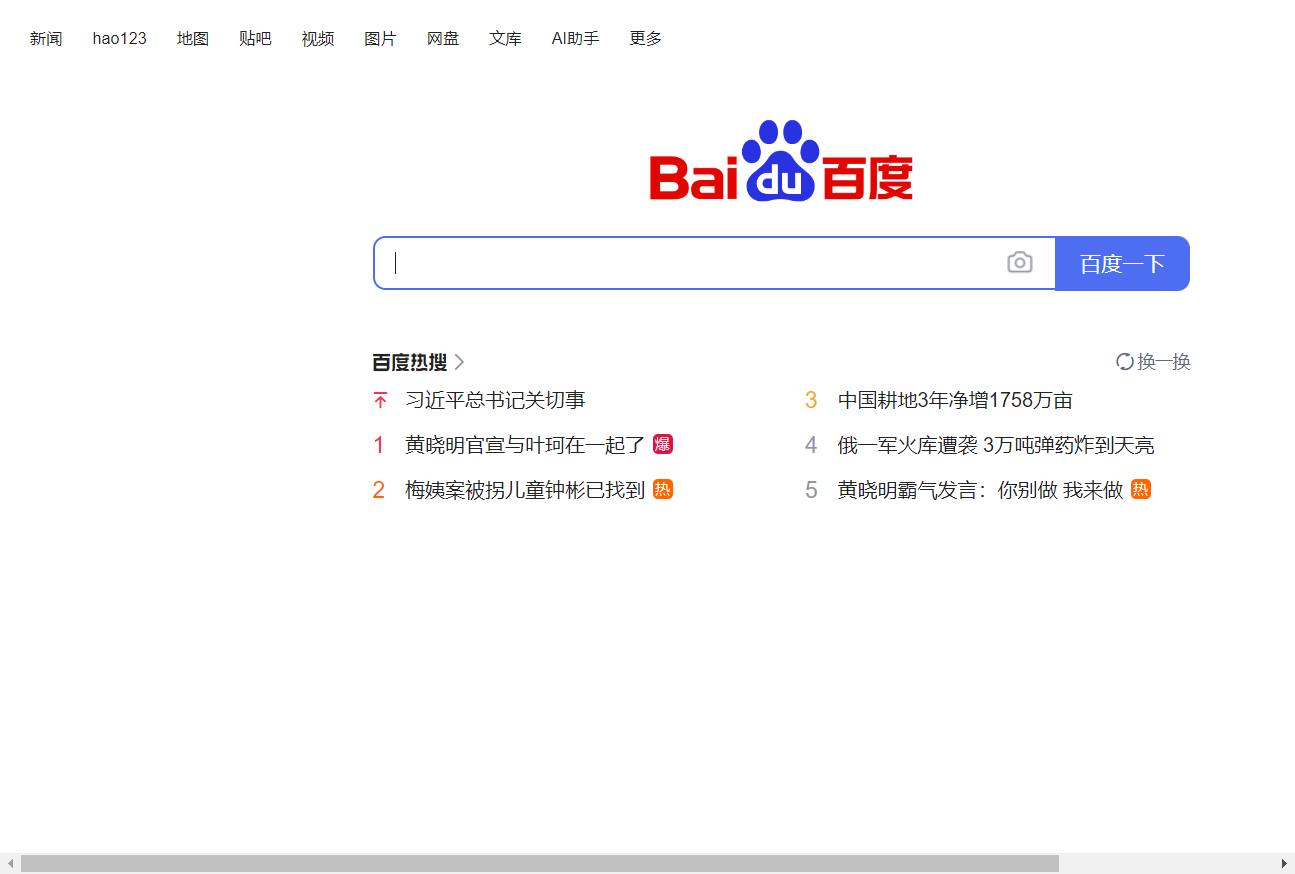 新闻 hao123 地图 贴吧 视频 图片 网盘 文库 AI助手 更多
Bai du 百度
百度一下
百度热搜 换一换
习近平总书记关切事
1 黄晓明官宣与叶珂在一起了 爆
2 梅姨案被拐儿童钟彬已找到 热
3 中国耕地3年净增1758万亩
4 俄一军火库遭袭 3万吨弹药炸到天亮
5 黄晓明霸气发言：你别做 我来做 热